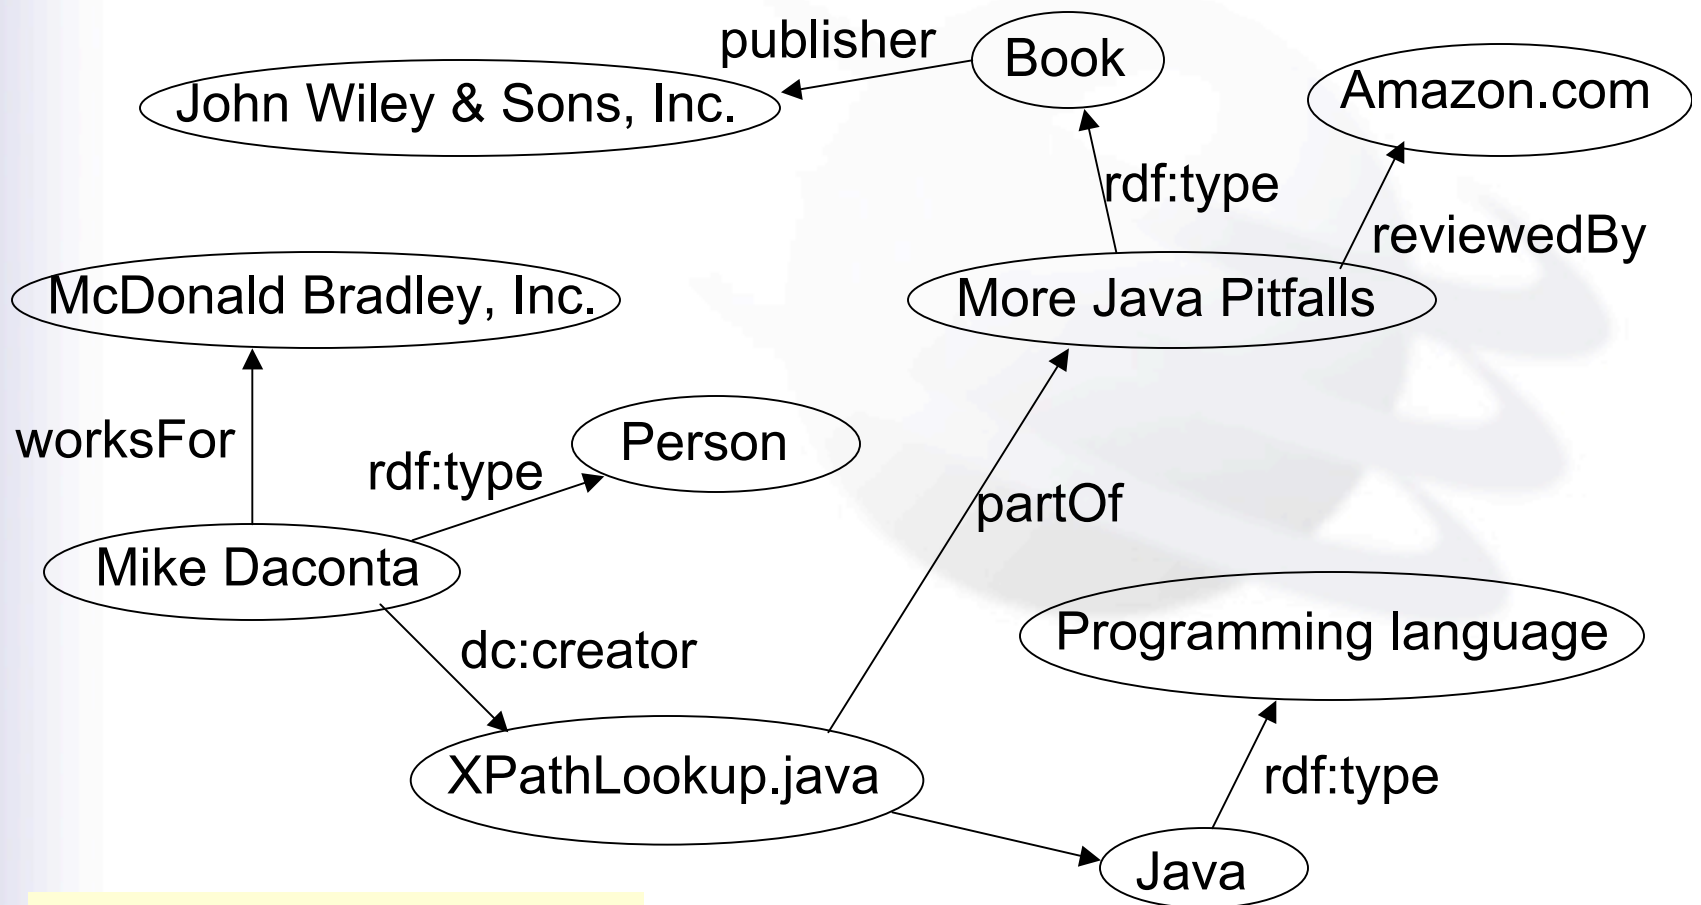 publisher
Book
John Wiley & Sons, Inc.
Amazon.com
rdf:type
reviewedBy
McDonald Bradley, Inc.
More Java Pitfalls
worksFor
rdf:type
Person
partOf
Mike Daconta
dc:creator
Programming language
XPathLookup.java
rdf:type
Java